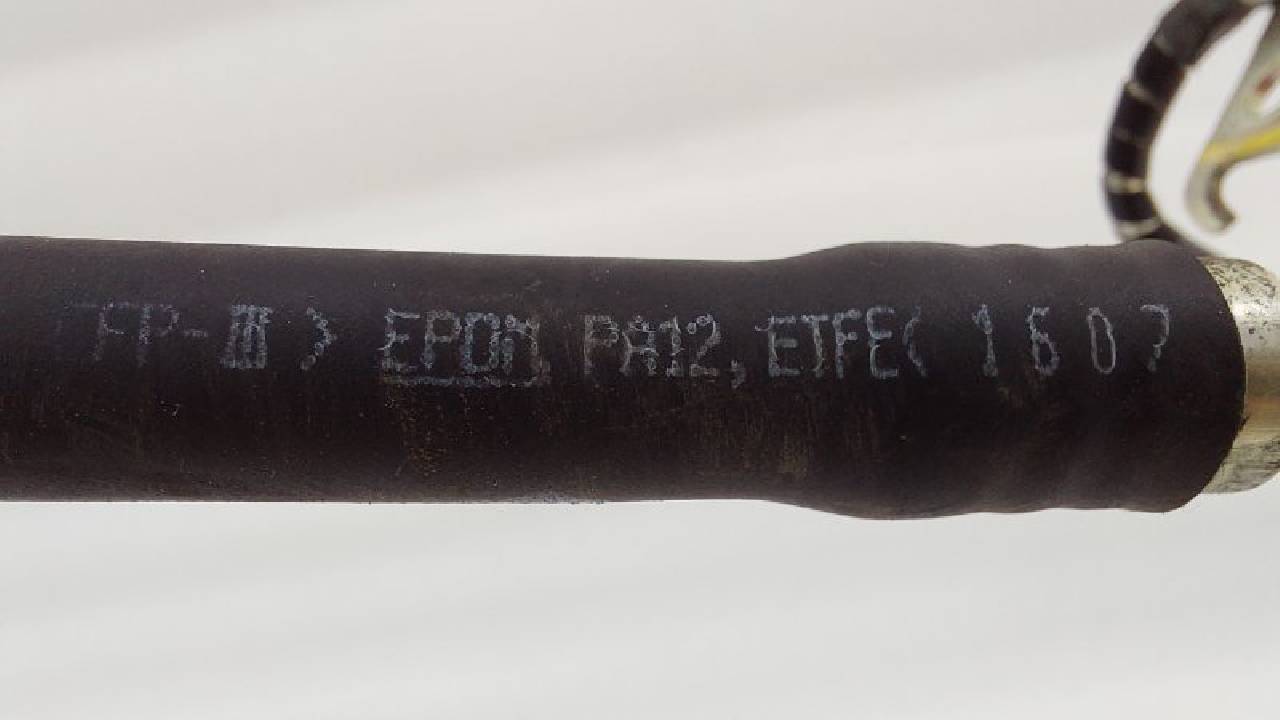 FP-III > EPDM, PA12, ETFE< 1607